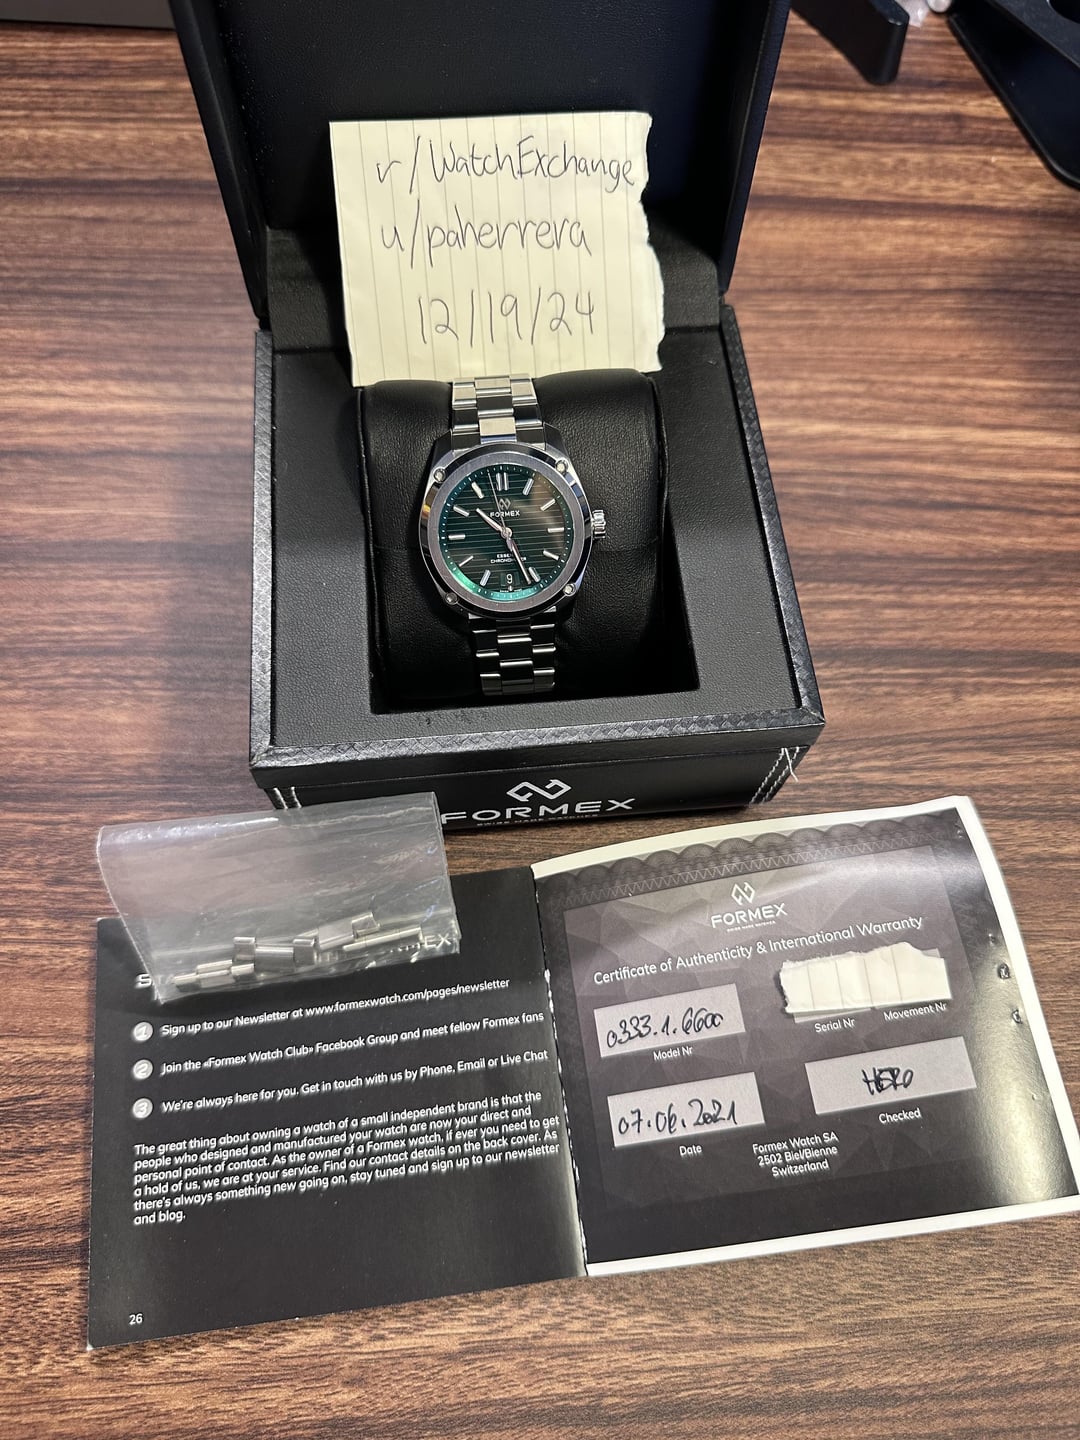 r/WatchExchange
u/paherrera
12/19/24
FORMEX
CHRONOMETER
9
FORMEX
SWISS MADE WATCHES
1 Sign up to our Newsletter at www.formexwatch.com/pages/newsletter
2 Join the «Formex Watch Club» Facebook Group and meet fellow Formex fans
3 We're always here for you. Get in touch with us by Phone, Email or Live Chat
The great thing about owning a watch of a small independent brand is that the
people who designed and manufactured your watch are now your direct and
personal point of contact. As the owner of a Formex watch, if ever you need to get
a hold of us, we are at your service. Find our contact details on the back cover. As
there's always something new going on, stay tuned and sign up to our newsletter
and blog.
26
FORMEX
SWISS MADE WATCHES
Certificate of Authenticity & International Warranty
0333.1.6600
Model Nr
Serial Nr
Movement Nr
07.06.2021
Date
HERO
Checked
Formex Watch SA
2502 Biel/Bienne
Switzerland